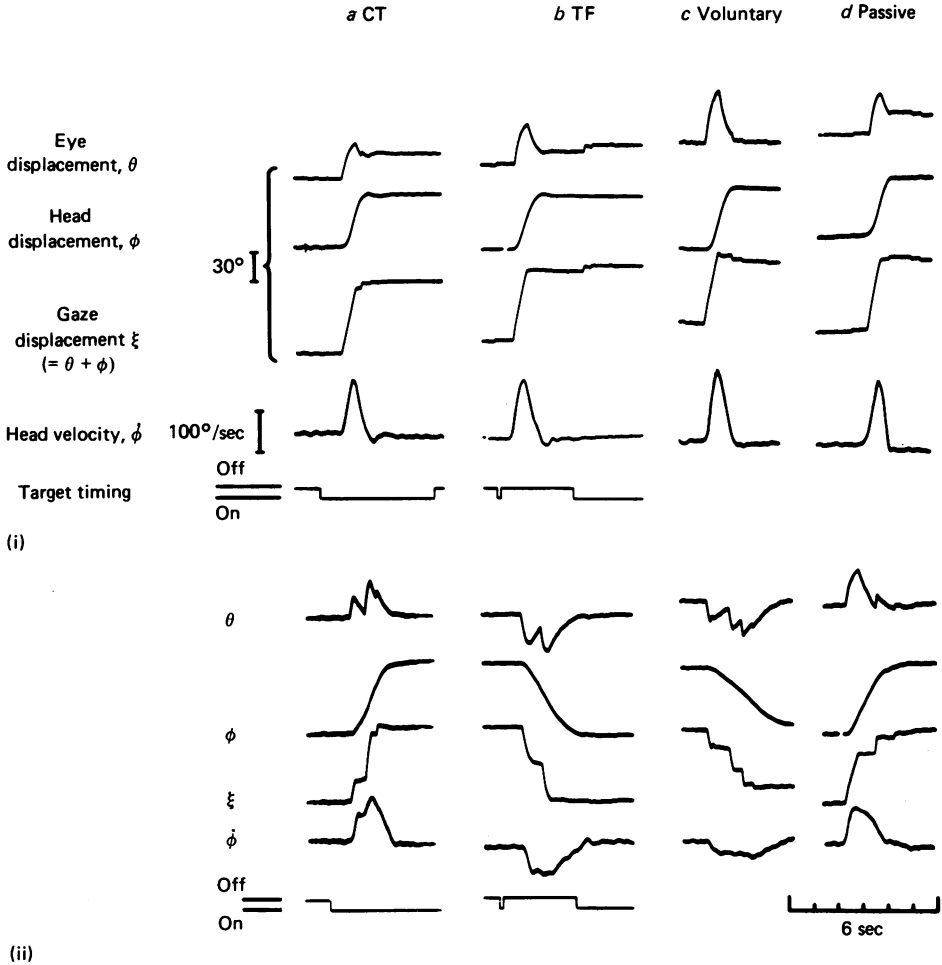 a CT
b TF
c Voluntary
d Passive
Eye
displacement, θ
Head
displacement, ϕ
30°
Gaze
displacement ξ
(= θ + ϕ)
Head velocity, ϕ̇
100°/sec
Off
Target timing
On
(i)
θ
ϕ
ξ
ϕ̇
Off
On
6 sec
(ii)